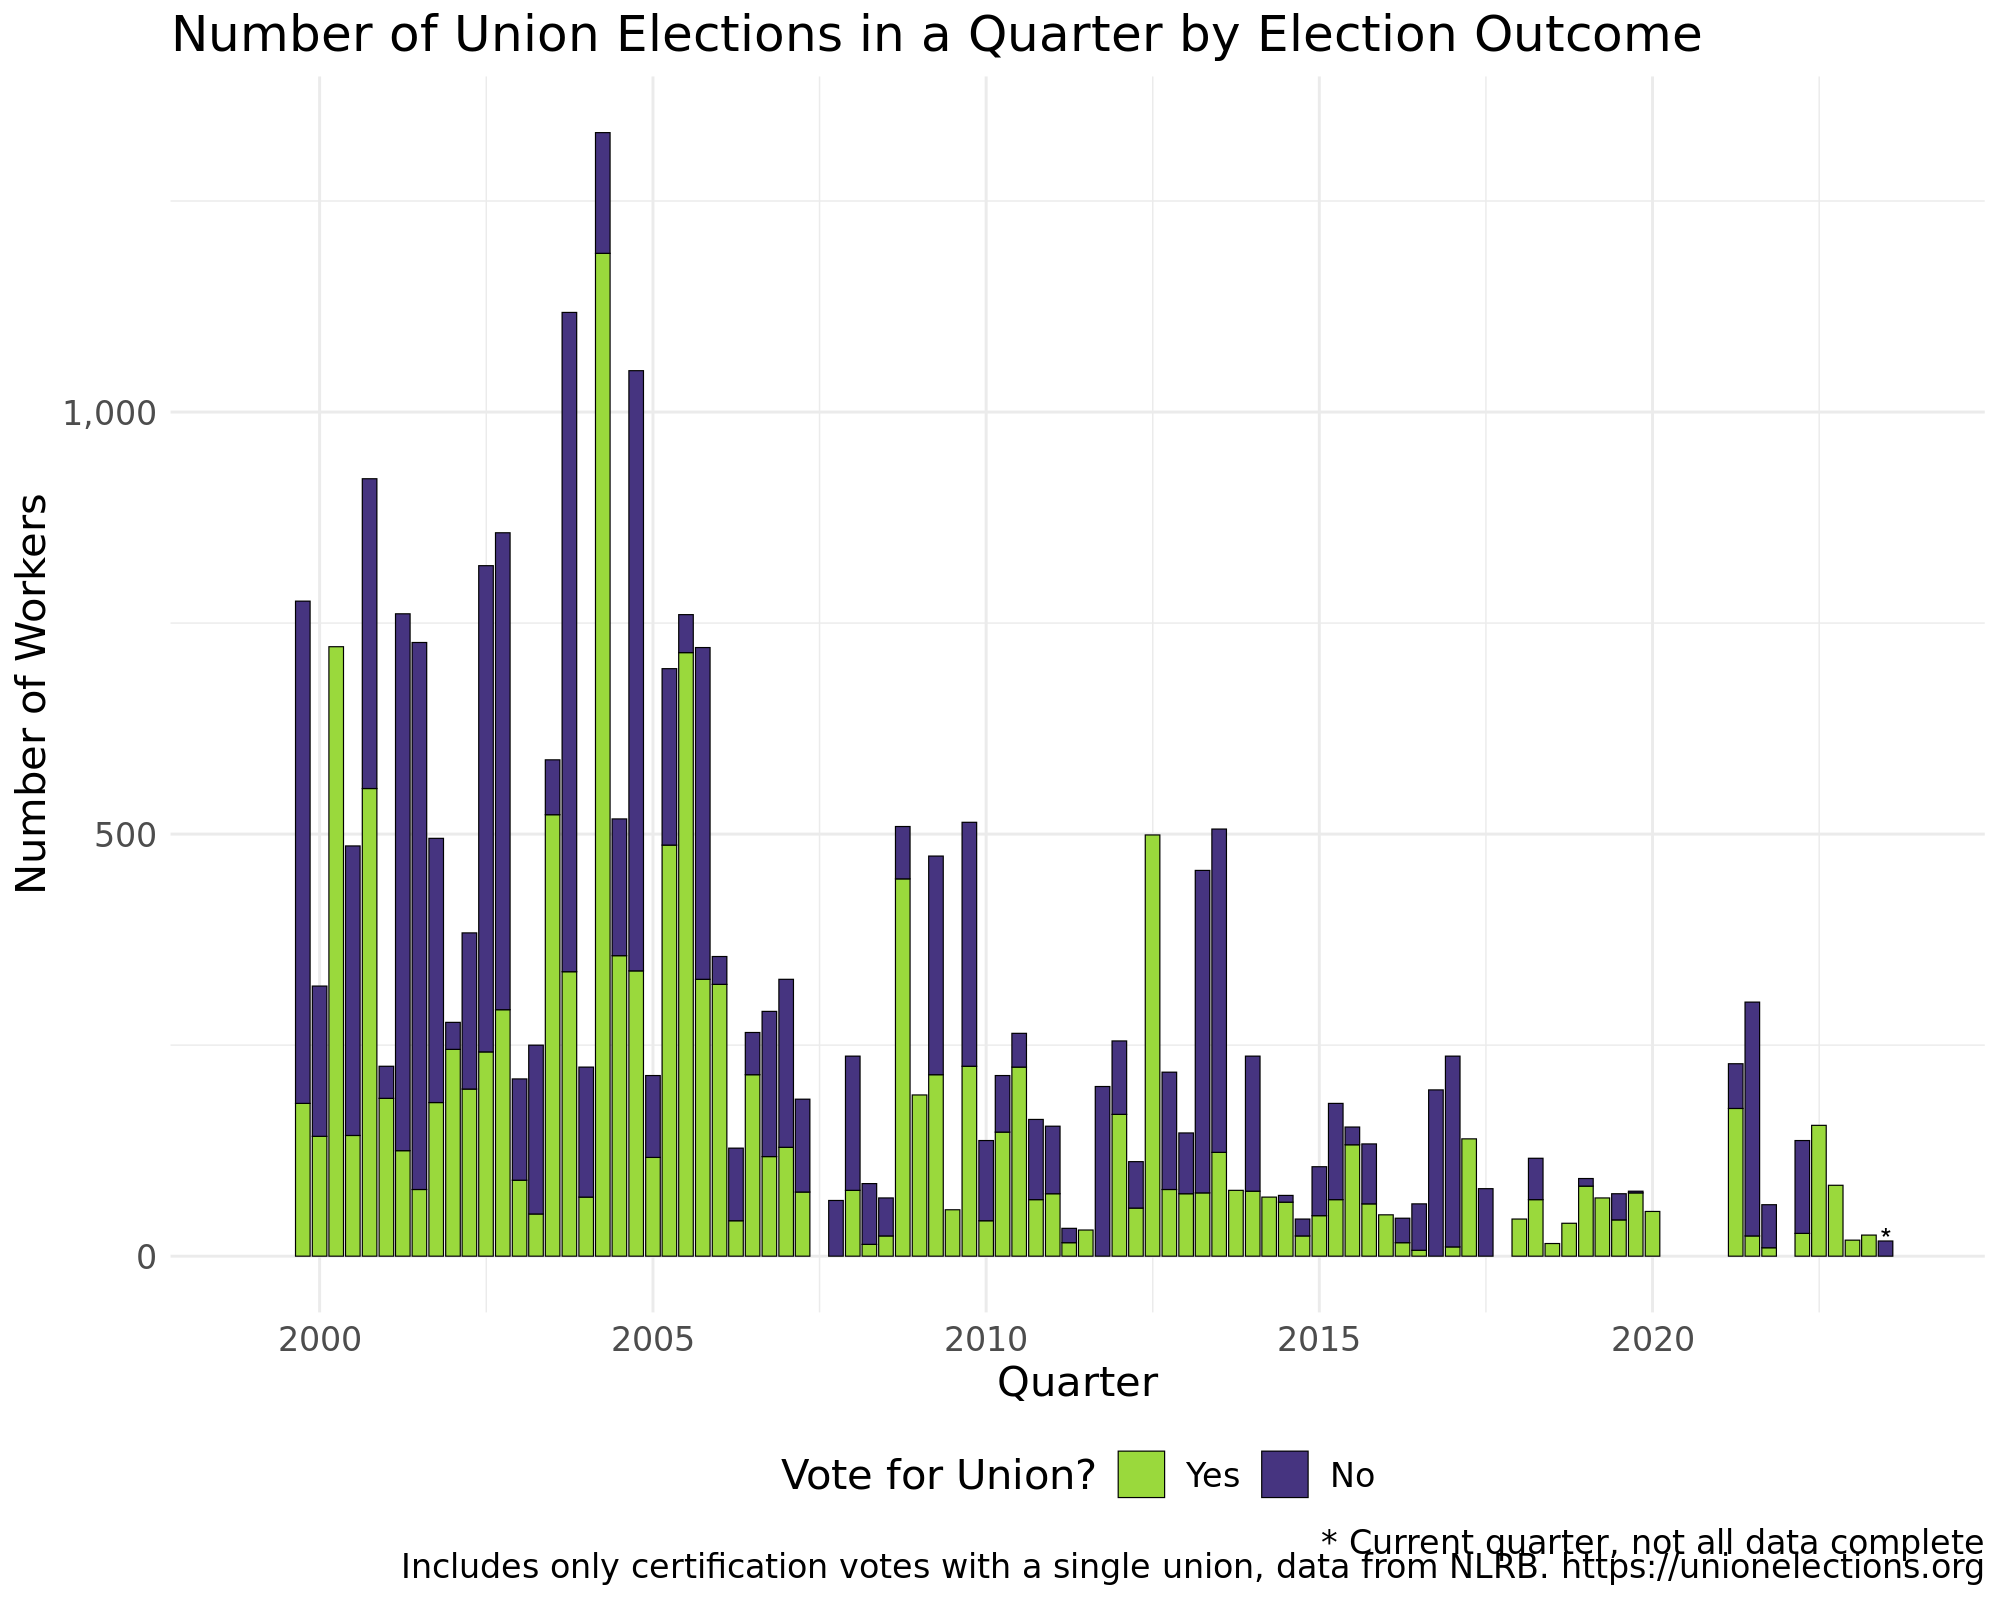 Number of Union Elections in a Quarter by Election Outcome
Number of Workers
1,000
500
0
*
2000 2005 2010 2015 2020
Quarter
Vote for Union? Yes No
* Current quarter, not all data complete
Includes only certification votes with a single union, data from NLRB. https://unionelections.org